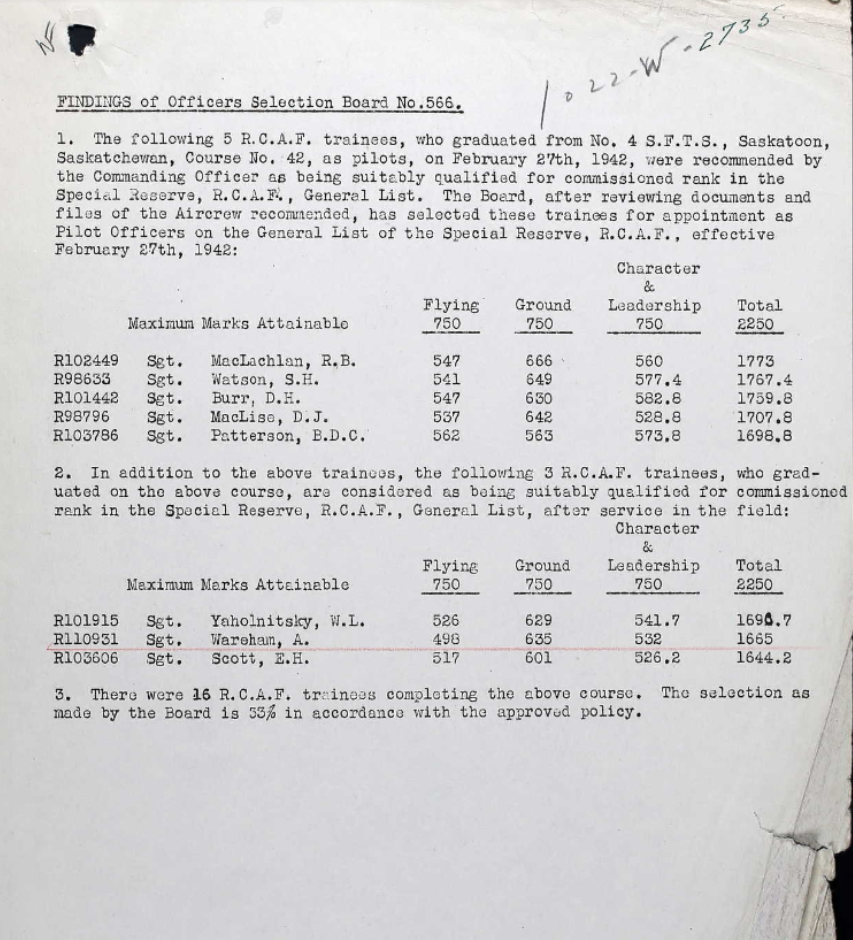 1022-W-2735
FINDINGS of Officers Selection Board No.566.
1. The following 5 R.C.A.F. trainees, who graduated from No. 4 S.F.T.S., Saskatoon,
Saskatchewan, Course No. 42, as pilots, on February 27th, 1942, were recommended by
the Commanding Officer as being suitably qualified for commissioned rank in the
Special Reserve, R.C.A.F., General List. The Board, after reviewing documents and
files of the Aircrew recommended, has selected these trainees for appointment as
Pilot Officers on the General List of the Special Reserve, R.C.A.F., effective
February 27th, 1942:
Character
&
Flying Ground Leadership Total
Maximum Marks Attainable 750 750 750 2250
R102449 Sgt. MacLachlan, R.B. 547 666 560 1773
R98633 Sgt. Watson, S.H. 541 649 577.4 1767.4
R101442 Sgt. Burr, D.H. 547 630 582.8 1759.8
R98796 Sgt. MacLise, D.J. 537 642 528.8 1707.8
R103786 Sgt. Patterson, B.D.C. 562 563 573.8 1698.8
2. In addition to the above trainees, the following 3 R.C.A.F. trainees, who grad-
uated on the above course, are considered as being suitably qualified for commissioned
rank in the Special Reserve, R.C.A.F., General List, after service in the field:
Character
&
Flying Ground Leadership Total
Maximum Marks Attainable 750 750 750 2250
R101915 Sgt. Yaholnitsky, W.L. 526 629 541.7 1696.7
R110931 Sgt. Wareham, A. 498 635 532 1665
R103606 Sgt. Scott, E.H. 517 601 526.2 1644.2
3. There were 16 R.C.A.F. trainees completing the above course. The selection as
made by the Board is 33% in accordance with the approved policy.